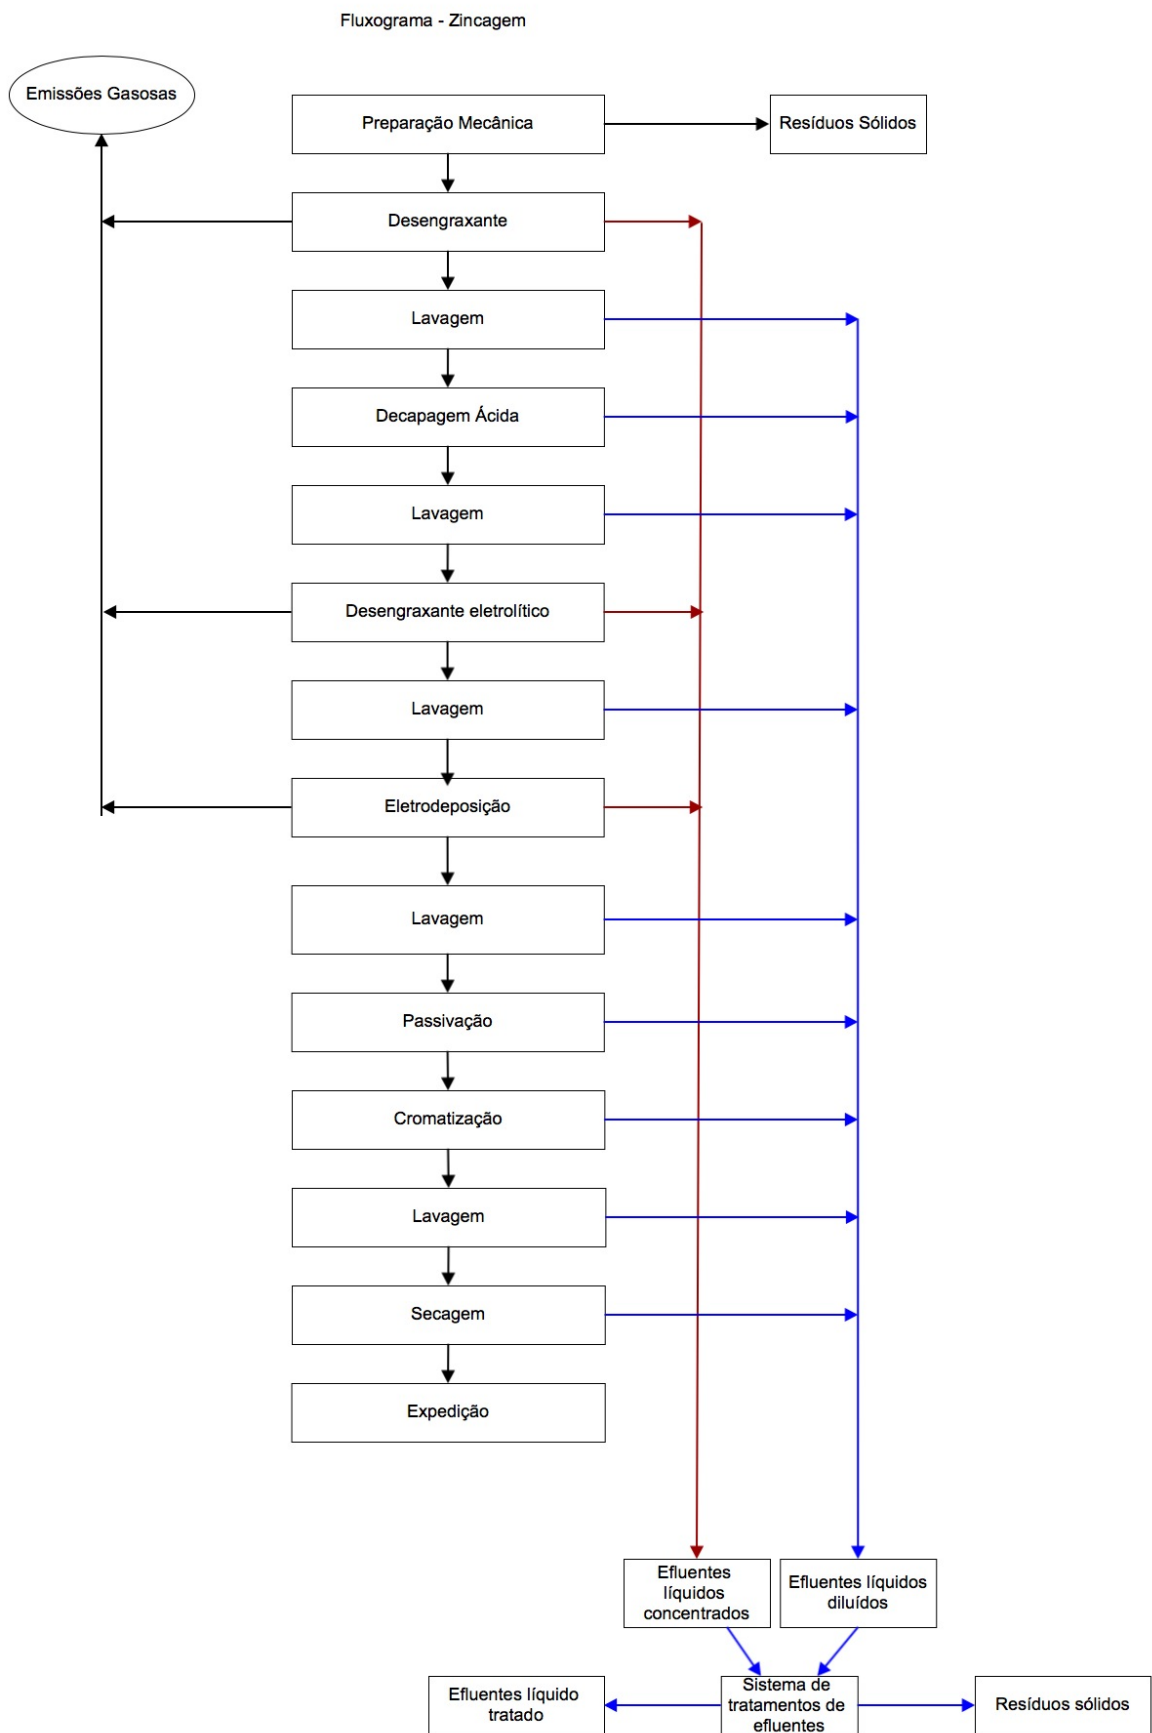 Fluxograma - Zincagem
Emissões Gasosas
Preparação Mecânica
Resíduos Sólidos
Desengraxante
Lavagem
Decapagem Ácida
Lavagem
Desengraxante eletrolítico
Lavagem
Eletrodeposição
Lavagem
Passivação
Cromatização
Lavagem
Secagem
Expedição
Efluentes
líquidos
concentrados
Efluentes líquidos
diluídos
Efluentes líquido
tratado
Sistema de
tratamentos de
efluentes
Resíduos sólidos